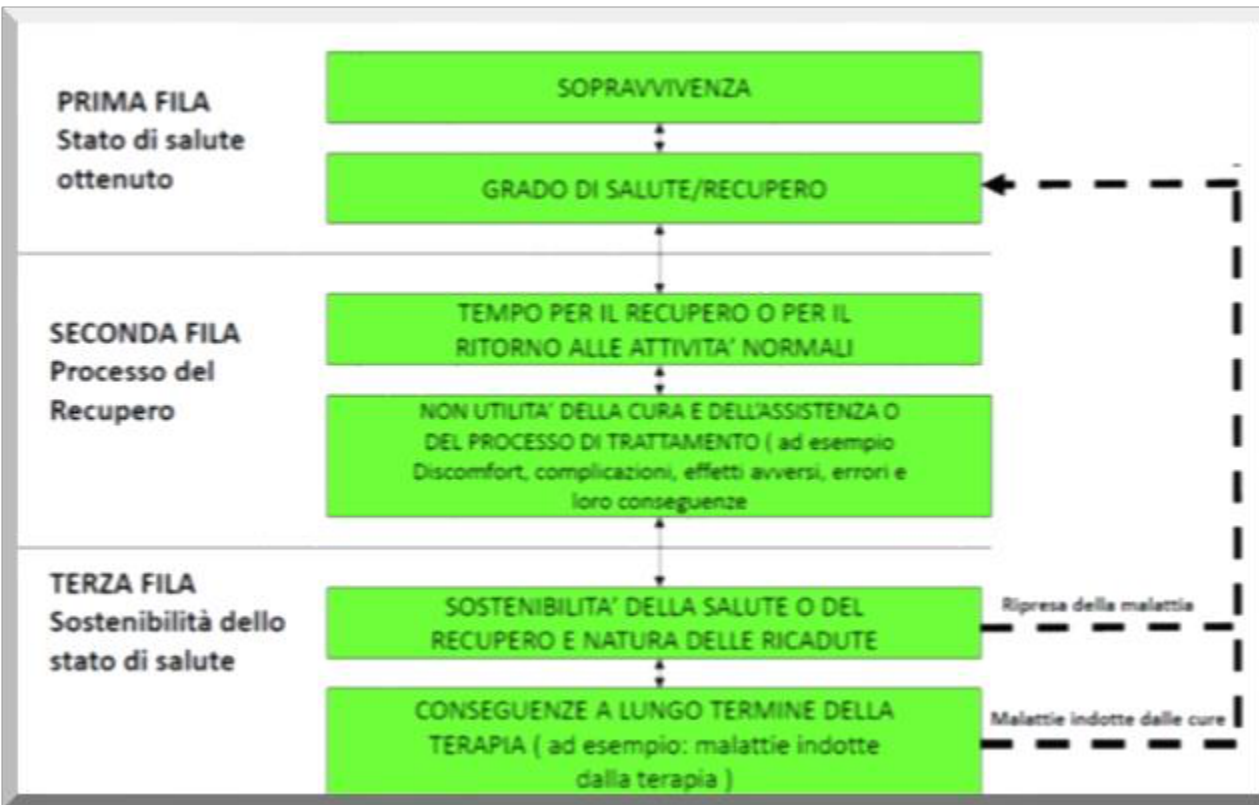 PRIMA FILA
Stato di salute
ottenuto
SOPRAVVIVENZA
GRADO DI SALUTE/RECUPERO
SECONDA FILA
Processo del
Recupero
TEMPO PER IL RECUPERO O PER IL
RITORNO ALLE ATTIVITA' NORMALI
NON UTILITA' DELLA CURA E DELL'ASSISTENZA O
DEL PROCESSO DI TRATTAMENTO ( ad esempio
Discomfort, complicazioni, effetti avversi, errori e
loro conseguenze
TERZA FILA
Sostenibilità dello
stato di salute
SOSTENIBILITA' DELLA SALUTE O DEL
RECUPERO E NATURA DELLE RICADUTE
Ripresa della malattia
CONSEGUENZE A LUNGO TERMINE DELLA
TERAPIA ( ad esempio: malattie indotte
dalla terapia )
Malattie indotte dalle cure